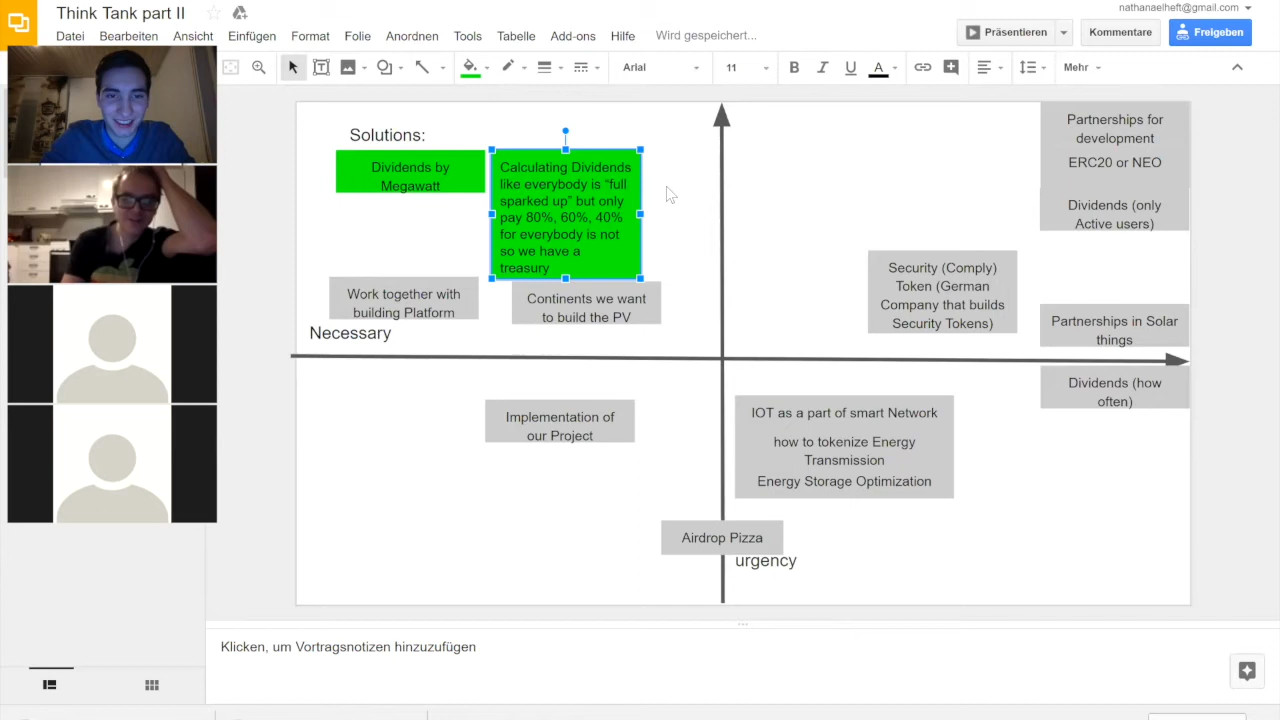 Think Tank part II
nathanaelheft@gmail.com
Datei Bearbeiten Ansicht Einfügen Format Folie Anordnen Tools Tabelle Add-ons Hilfe Wird gespeichert...
Präsentieren Kommentare Freigeben
Arial 11 B I U A Mehr
Solutions:
Dividends by
Megawatt
Calculating Dividends
like everybody is “full
sparked up” but only
pay 80%, 60%, 40%
for everybody is not
so we have a
treasury
Partnerships for
development
ERC20 or NEO
Dividends (only
Active users)
Work together with
building Platform
Continents we want
to build the PV
Security (Comply)
Token (German
Company that builds
Security Tokens)
Partnerships in Solar
things
Necessary
Dividends (how
often)
Implementation of
our Project
IOT as a part of smart Network
how to tokenize Energy
Transmission
Energy Storage Optimization
Airdrop Pizza
urgency
Klicken, um Vortragsnotizen hinzuzufügen